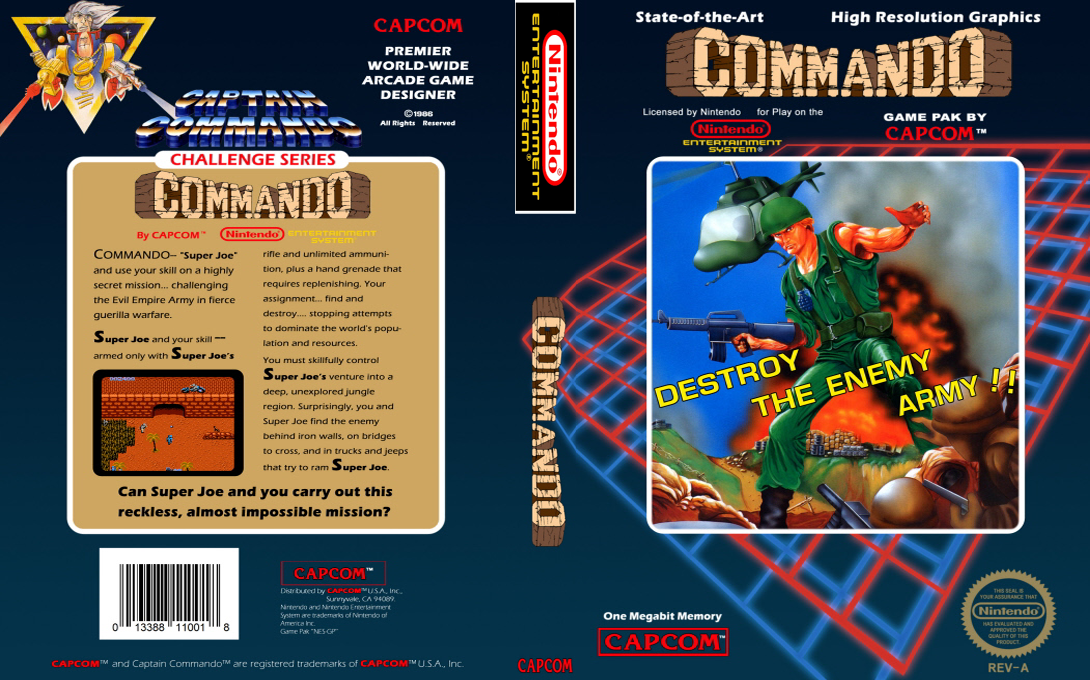 CAPCOM
PREMIER
WORLD-WIDE
ARCADE GAME
DESIGNER
©1986
All Rights Reserved
CAPTAIN
COMMANDO
CHALLENGE SERIES
COMMANDO
By CAPCOM™
Nintendo
ENTERTAINMENT
SYSTEM™
COMMANDO– "Super Joe"
and use your skill on a highly
secret mission... challenging
the Evil Empire Army in fierce
guerilla warfare.
Super Joe and your skill —
armed only with Super Joe's
rifle and unlimited ammuni-
tion, plus a hand grenade that
requires replenishing. Your
assignment... find and
destroy.... stopping attempts
to dominate the world's popu-
lation and resources.
You must skillfully control
Super Joe's venture into a
deep, unexplored jungle
region. Surprisingly, you and
Super Joe find the enemy
behind iron walls, on bridges
to cross, and in trucks and jeeps
that try to ram Super Joe.
Can Super Joe and you carry out this
reckless, almost impossible mission?
0 13388 11001 8
CAPCOM™
Distributed by CAPCOM™ U.S.A., Inc.,
Sunnyvale, CA 94089.
Nintendo and Nintendo Entertainment
System are trademarks of Nintendo of
America Inc.
Game Pak "NES-GP"
CAPCOM™ and Captain Commando™ are registered trademarks of CAPCOM™ U.S.A., Inc.
Nintendo®
ENTERTAINMENT
SYSTEM®
COMMANDO
CAPCOM
State-of-the-Art High Resolution Graphics
COMMANDO
Licensed by Nintendo for Play on the
Nintendo
ENTERTAINMENT
SYSTEM®
GAME PAK BY
CAPCOM™
DESTROY
THE ENEMY
ARMY !!
One Megabit Memory
CAPCOM™
THIS SEAL IS
YOUR ASSURANCE THAT
Nintendo
HAS EVALUATED AND
APPROVED THE
QUALITY OF THIS
PRODUCT.
REV-A